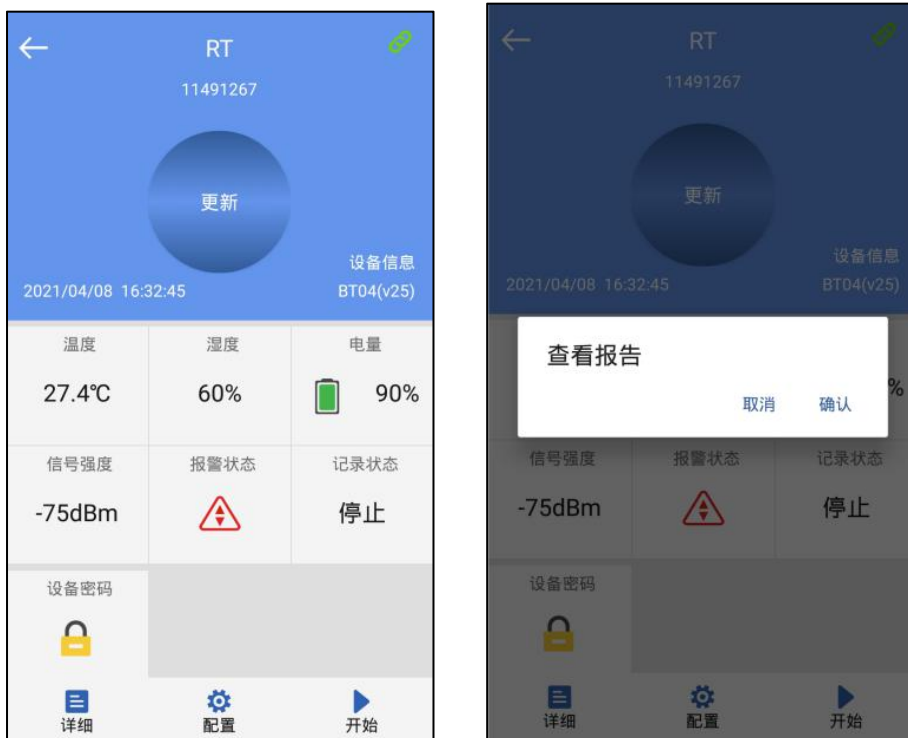 RT
11491267
更新
设备信息
2021/04/08 16:32:45
BT04(v25)
温度
湿度
电量
27.4℃
60%
90%
信号强度
报警状态
记录状态
-75dBm
停止
设备密码
详细
配置
开始
RT
11491267
更新
设备信息
2021/04/08 16:32:45
BT04(v25)
查看报告
取消
确认
%
信号强度
报警状态
记录状态
-75dBm
停止
设备密码
详细
配置
开始